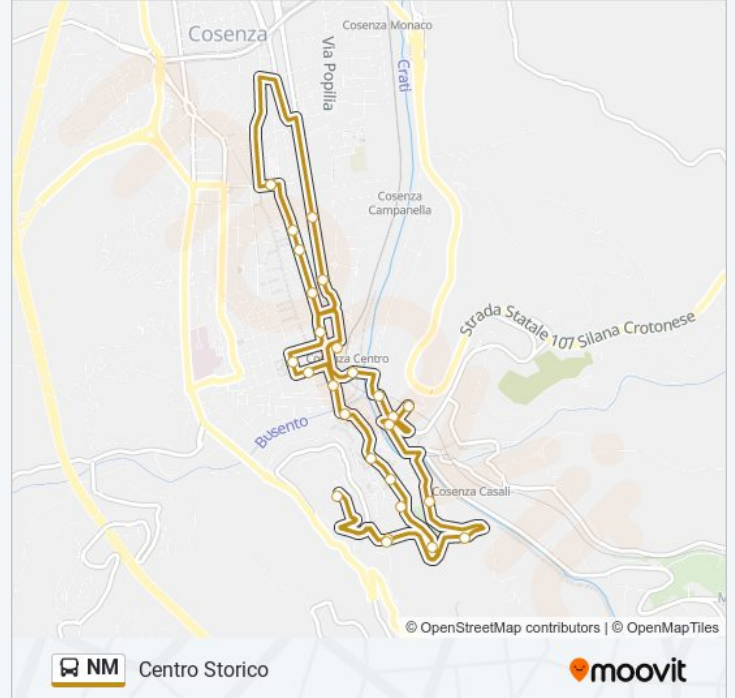 Cosenza Monaco
Cosenza
Via Popilia
Crati
Cosenza
Campanella
Strada Statale 107 Silana Crotonese
Cosenza Centro
Busento
Cosenza Casali
M
© OpenStreetMap contributors | © OpenMapTiles
NM Centro Storico
moovit